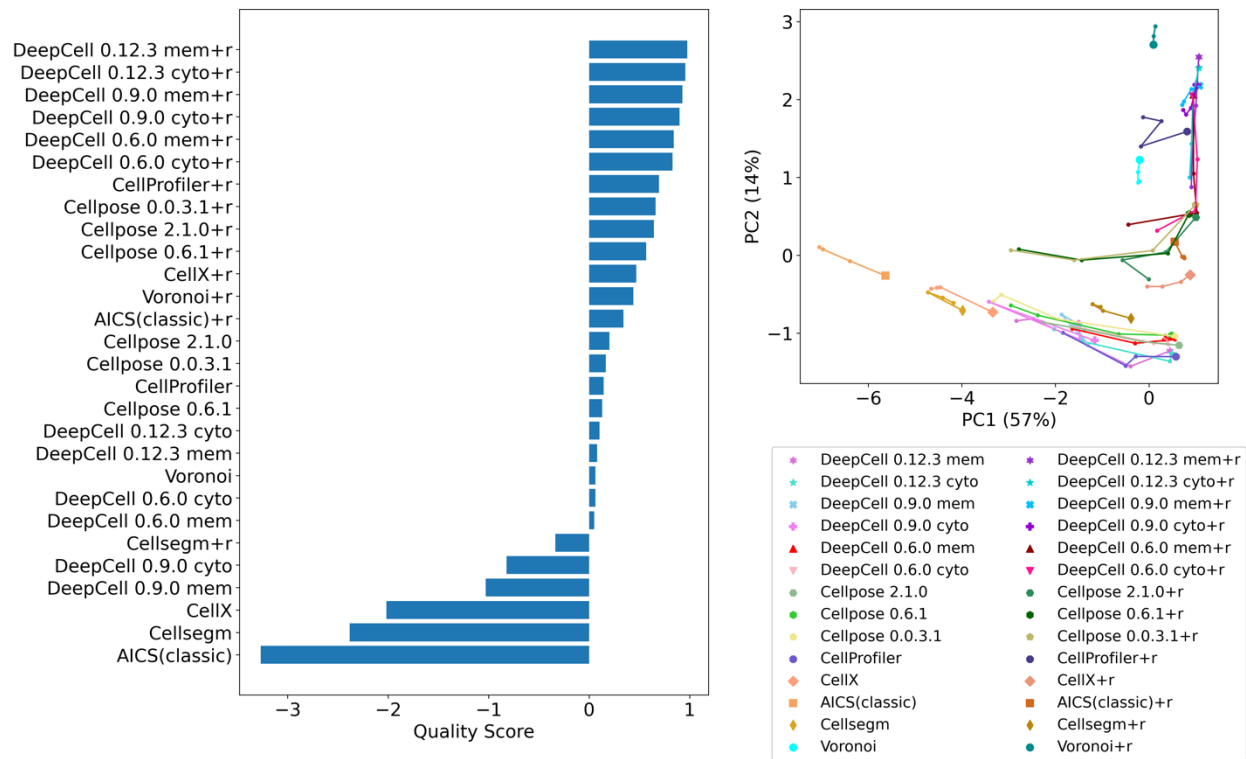 DeepCell 0.12.3 mem+r
DeepCell 0.12.3 cyto+r
DeepCell 0.9.0 mem+r
DeepCell 0.9.0 cyto+r
DeepCell 0.6.0 mem+r
DeepCell 0.6.0 cyto+r
CellProfiler+r
Cellpose 0.0.3.1+r
Cellpose 2.1.0+r
Cellpose 0.6.1+r
CellX+r
Voronoi+r
AICS(classic)+r
Cellpose 2.1.0
Cellpose 0.0.3.1
CellProfiler
Cellpose 0.6.1
DeepCell 0.12.3 cyto
DeepCell 0.12.3 mem
Voronoi
DeepCell 0.6.0 cyto
DeepCell 0.6.0 mem
Cellsegm+r
DeepCell 0.9.0 cyto
DeepCell 0.9.0 mem
CellX
Cellsegm
AICS(classic)
−3 −2 −1 0 1
Quality Score
3
2
1
0
−1
PC2 (14%)
−6 −4 −2 0
PC1 (57%)
DeepCell 0.12.3 mem
DeepCell 0.12.3 cyto
DeepCell 0.9.0 mem
DeepCell 0.9.0 cyto
DeepCell 0.6.0 mem
DeepCell 0.6.0 cyto
Cellpose 2.1.0
Cellpose 0.6.1
Cellpose 0.0.3.1
CellProfiler
CellX
AICS(classic)
Cellsegm
Voronoi
DeepCell 0.12.3 mem+r
DeepCell 0.12.3 cyto+r
DeepCell 0.9.0 mem+r
DeepCell 0.9.0 cyto+r
DeepCell 0.6.0 mem+r
DeepCell 0.6.0 cyto+r
Cellpose 2.1.0+r
Cellpose 0.6.1+r
Cellpose 0.0.3.1+r
CellProfiler+r
CellX+r
AICS(classic)+r
Cellsegm+r
Voronoi+r